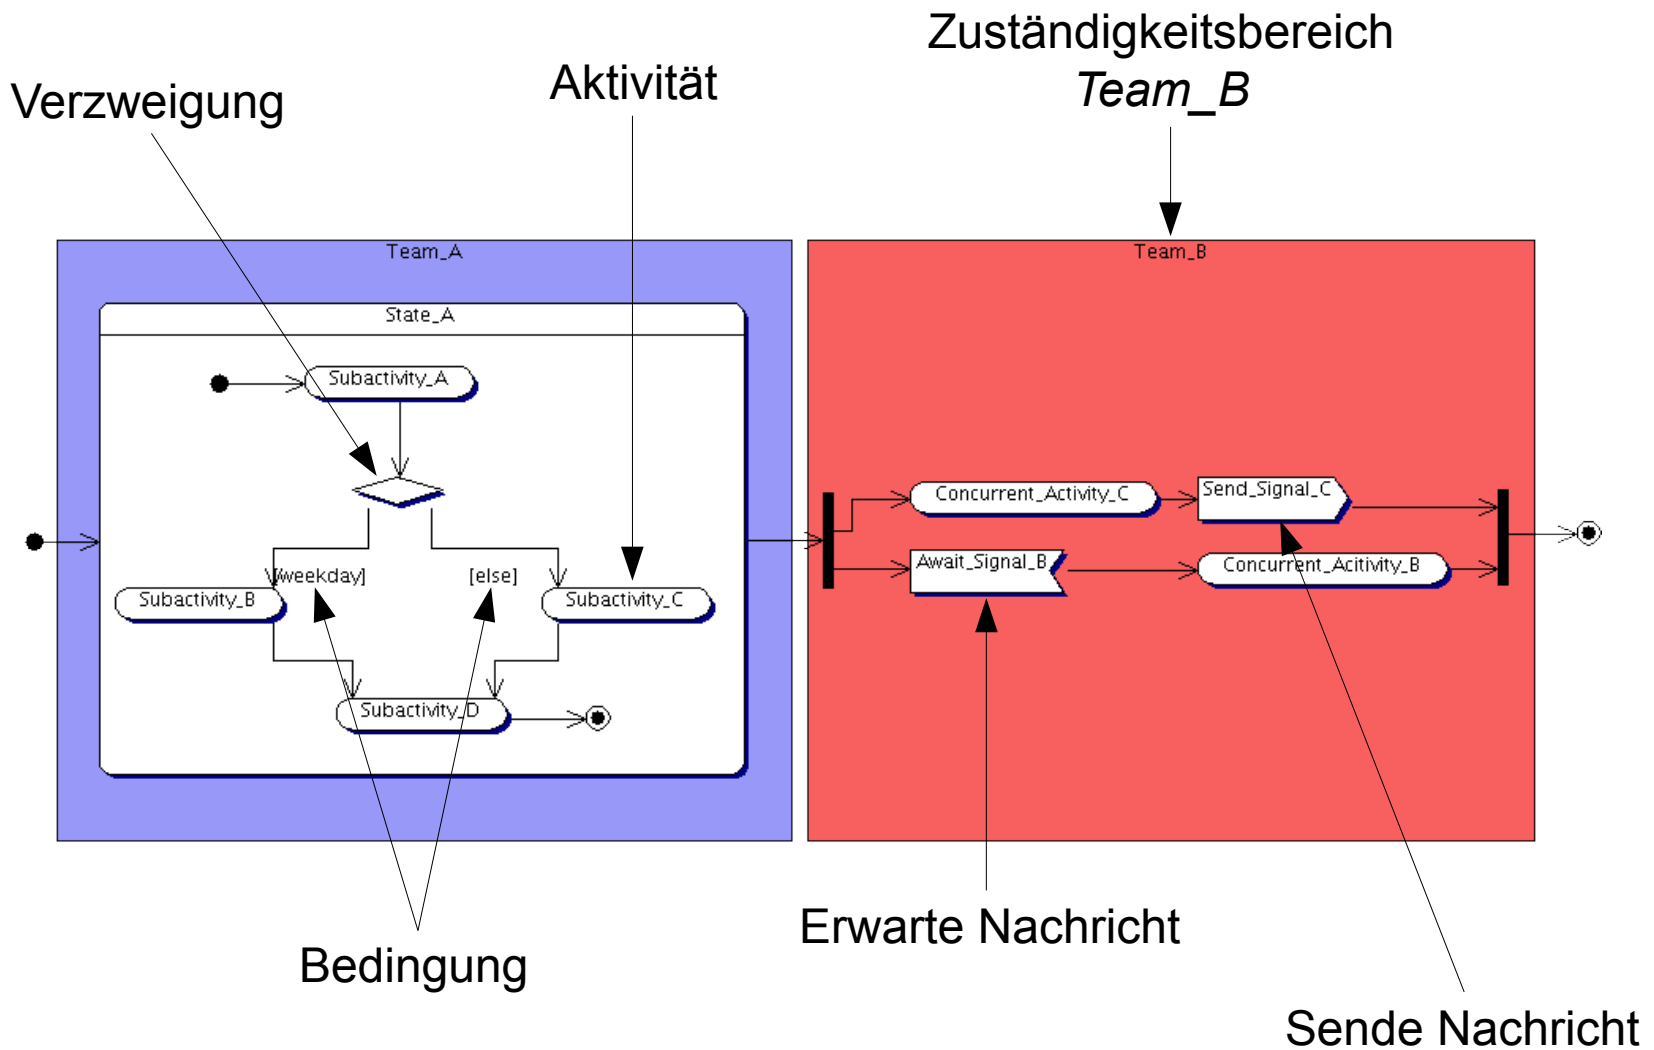 Zuständigkeitsbereich
Team_B
Aktivität
Verzweigung
Team_A
Team_B
State_A
Subactivity_A
Concurrent_Activity_C
Send_Signal_C
Await_Signal_B
Concurrent_Acitivity_B
[weekday]
[else]
Subactivity_B
Subactivity_C
Subactivity_D
Erwarte Nachricht
Bedingung
Sende Nachricht